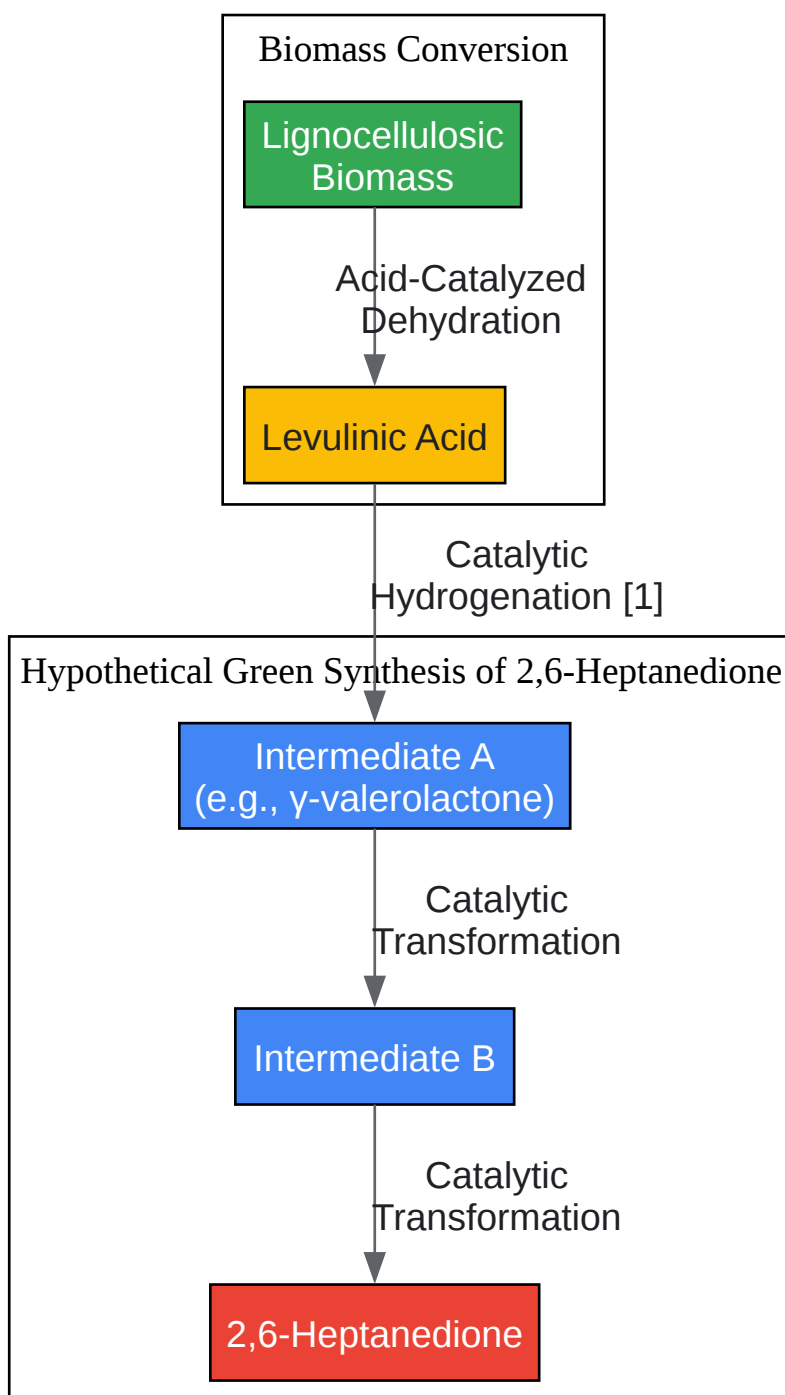 Biomass Conversion
Lignocellulosic
Biomass
Acid-Catalyzed
Dehydration
Levulinic Acid
Catalytic
Hydrogenation [1]
Hypothetical Green Synthesis of 2,6-Heptanedione
Intermediate A
(e.g., γ-valerolactone)
Catalytic
Transformation
Intermediate B
Catalytic
Transformation
2,6-Heptanedione